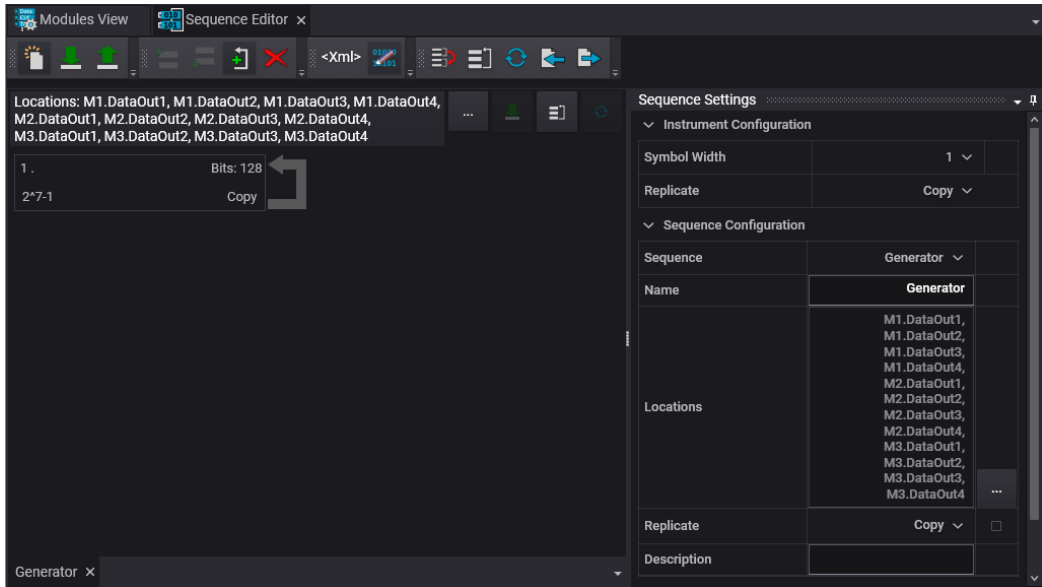 Modules View
Sequence Editor ×
<Xml>
Locations: M1.DataOut1, M1.DataOut2, M1.DataOut3, M1.DataOut4,
M2.DataOut1, M2.DataOut2, M2.DataOut3, M2.DataOut4,
M3.DataOut1, M3.DataOut2, M3.DataOut3, M3.DataOut4
...
1 .
Bits: 128
2^7-1
Copy
Generator ×
Sequence Settings
Instrument Configuration
Symbol Width
1
Replicate
Copy
Sequence Configuration
Sequence
Generator
Name
Generator
Locations
M1.DataOut1,
M1.DataOut2,
M1.DataOut3,
M1.DataOut4,
M2.DataOut1,
M2.DataOut2,
M2.DataOut3,
M2.DataOut4,
M3.DataOut1,
M3.DataOut2,
M3.DataOut3,
M3.DataOut4
...
Replicate
Copy
Description